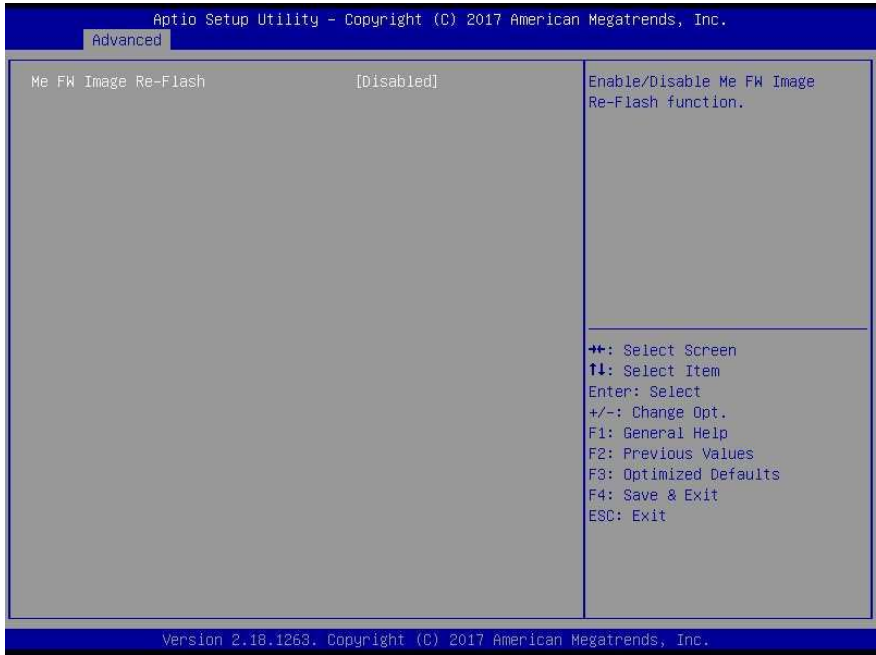 Aptio Setup Utility – Copyright (C) 2017 American Megatrends, Inc.
Advanced
Me FW Image Re-Flash [Disabled]
Enable/Disable Me FW Image
Re-Flash function.
→←: Select Screen
↑↓: Select Item
Enter: Select
+/-: Change Opt.
F1: General Help
F2: Previous Values
F3: Optimized Defaults
F4: Save & Exit
ESC: Exit
Version 2.18.1263. Copyright (C) 2017 American Megatrends, Inc.